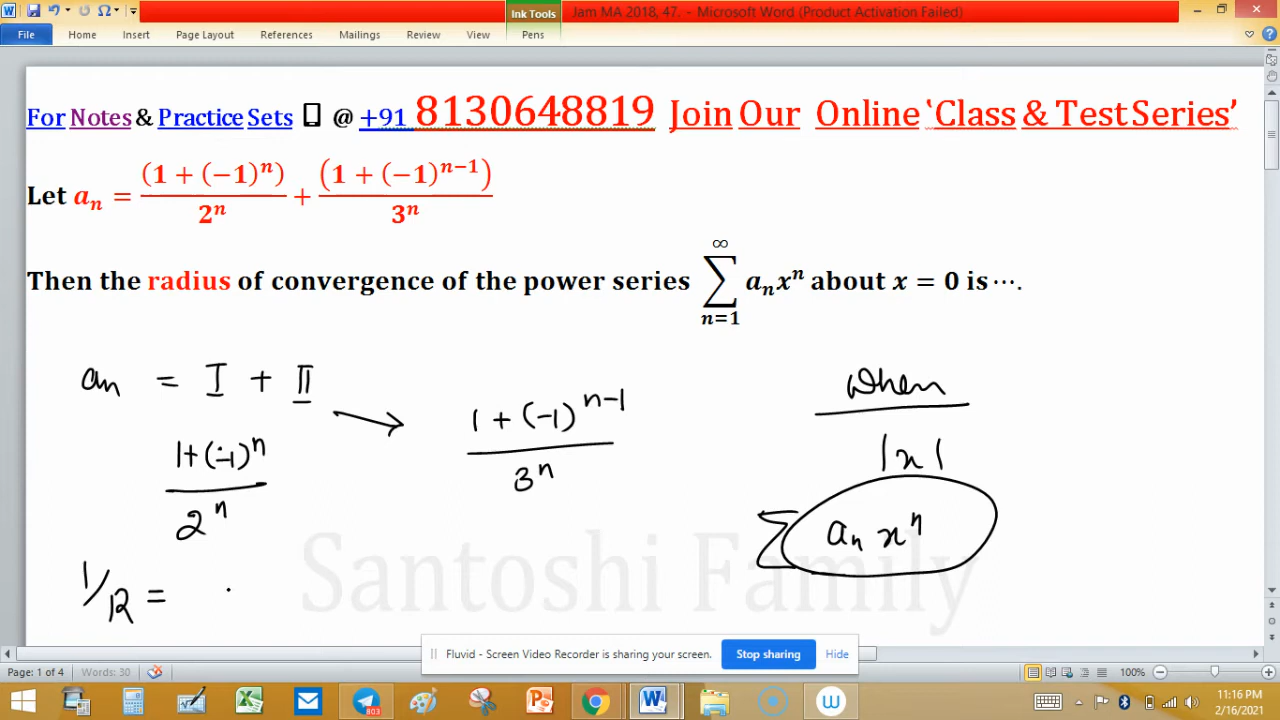 Jam MA 2018, 47. - Microsoft Word (Product Activation Failed)
Ink Tools
File Home Insert Page Layout References Mailings Review View Pens
For Notes & Practice Sets @ +91 8130648819 Join Our Online 'Class & Test Series'
Let aₙ = (1 + (−1)ⁿ)/2ⁿ + (1 + (−1)ⁿ⁻¹)/3ⁿ
Then the radius of convergence of the power series ∑ₙ₌₁^∞ aₙxⁿ about x = 0 is ⋯.
an = I + II
when
1 + (−1)ⁿ⁻¹ / 3ⁿ
|x|
1+(−1)ⁿ / 2ⁿ
∑ aₙ xⁿ
1/R =
Santoshi Family
Fluvid - Screen Video Recorder is sharing your screen. Stop sharing Hide
Page: 1 of 4 Words: 30 100%
803
11:16 PM
2/16/2021